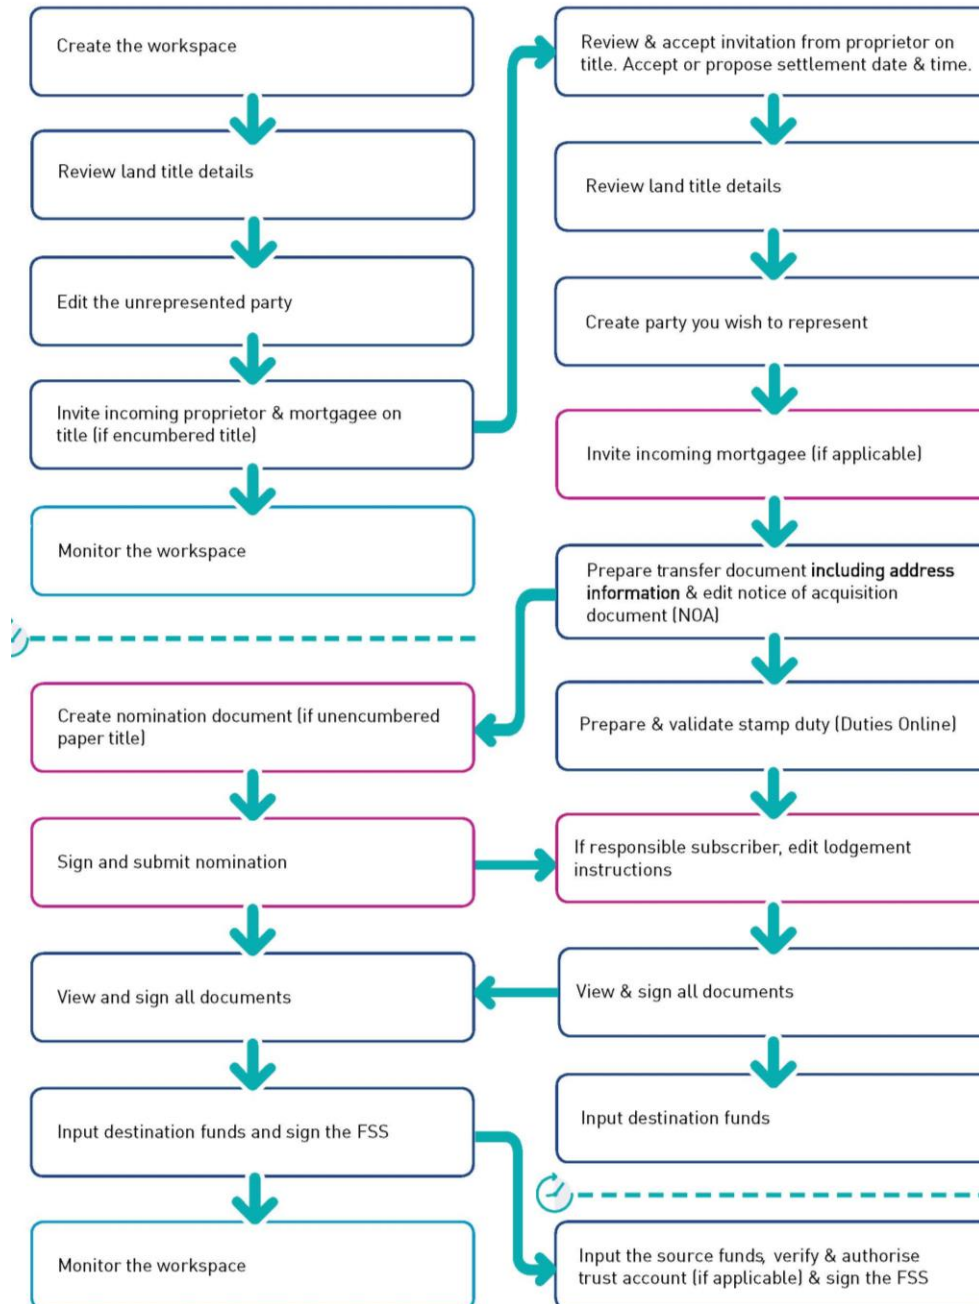 Create the workspace
Review land title details
Edit the unrepresented party
Invite incoming proprietor & mortgagee on
title (if encumbered title)
Monitor the workspace
Create nomination document (if unencumbered
paper title)
Sign and submit nomination
View and sign all documents
Input destination funds and sign the FSS
Monitor the workspace
Review & accept invitation from proprietor on
title. Accept or propose settlement date & time.
Review land title details
Create party you wish to represent
Invite incoming mortgagee (if applicable)
Prepare transfer document including address
information & edit notice of acquisition
document (NOA)
Prepare & validate stamp duty (Duties Online)
If responsible subscriber, edit lodgement
instructions
View & sign all documents
Input destination funds
Input the source funds, verify & authorise
trust account (if applicable) & sign the FSS